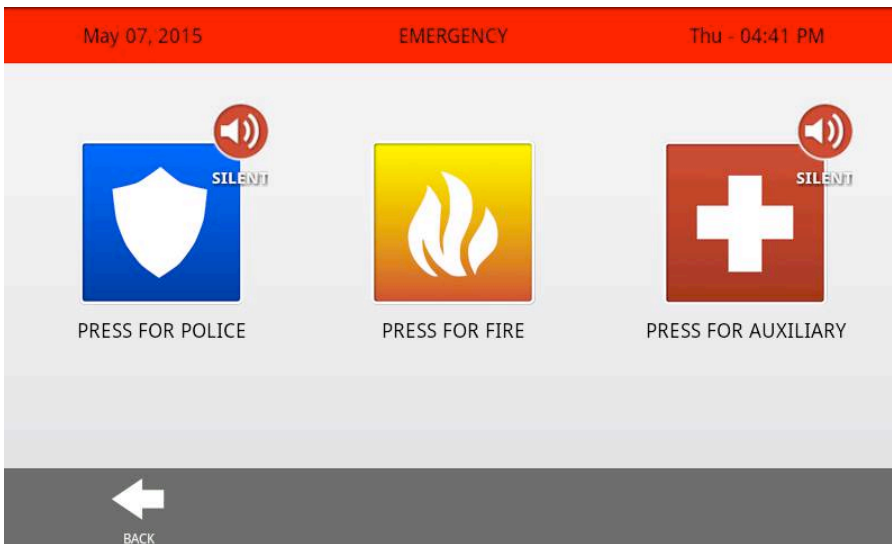 May 07, 2015 EMERGENCY Thu - 04:41 PM
SILENT SILENT
PRESS FOR POLICE PRESS FOR FIRE PRESS FOR AUXILIARY
BACK